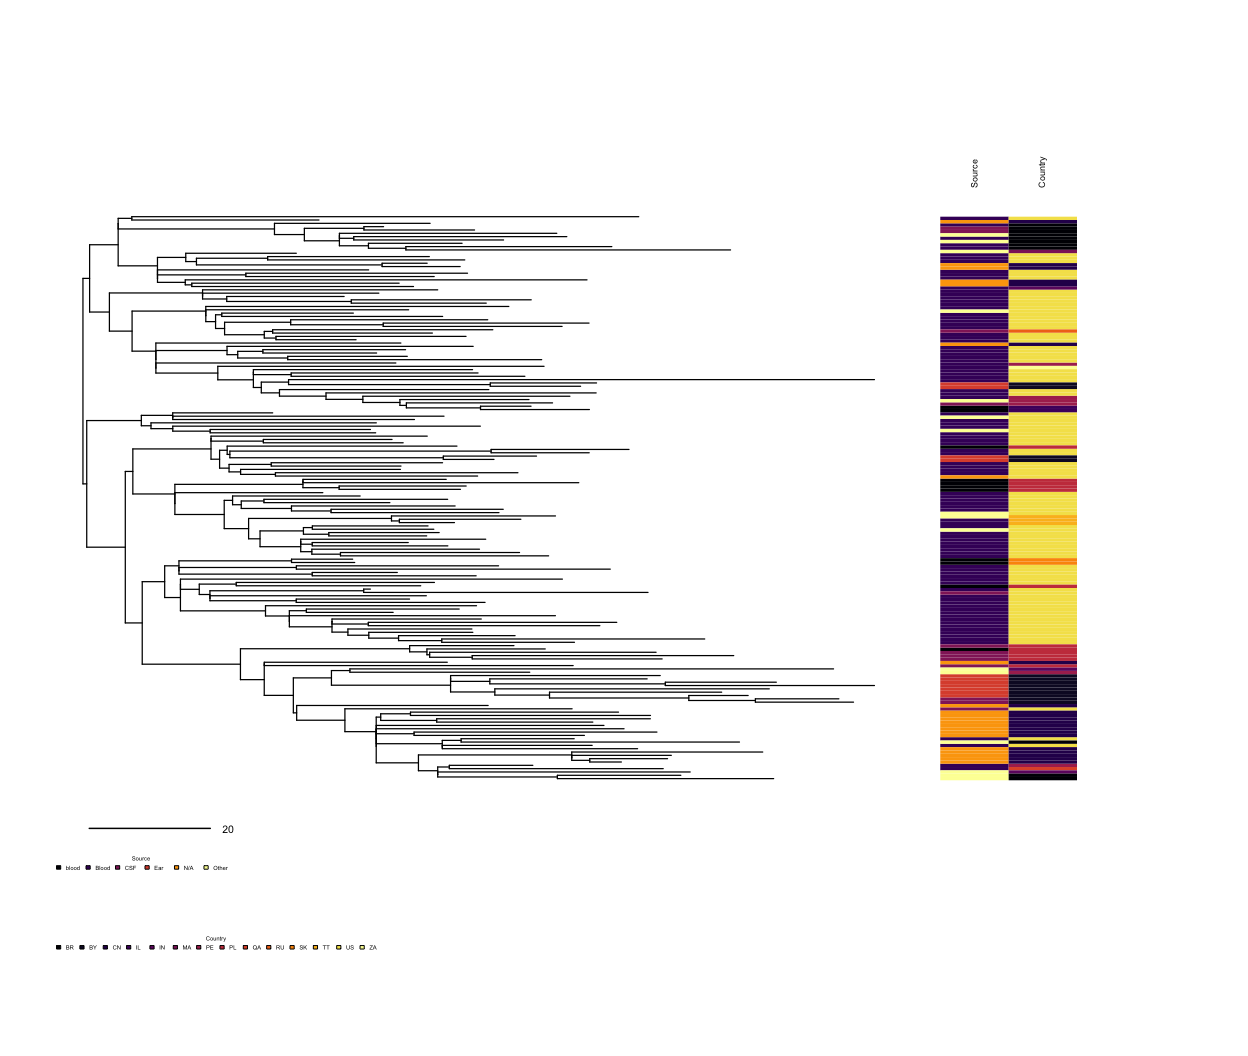 Source
Country
20
Source
blood Blood CSF Ear N/A Other
Country
BR BY CN IL IN MA PE PL QA RU SK TT US ZA